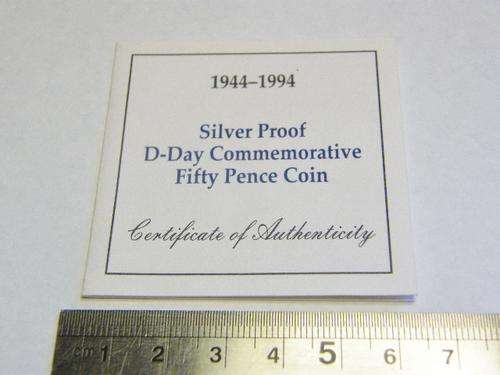 1944–1994
Silver Proof
D-Day Commemorative
Fifty Pence Coin
Certificate of Authenticity
cm 1 2 3 4 5 6 7